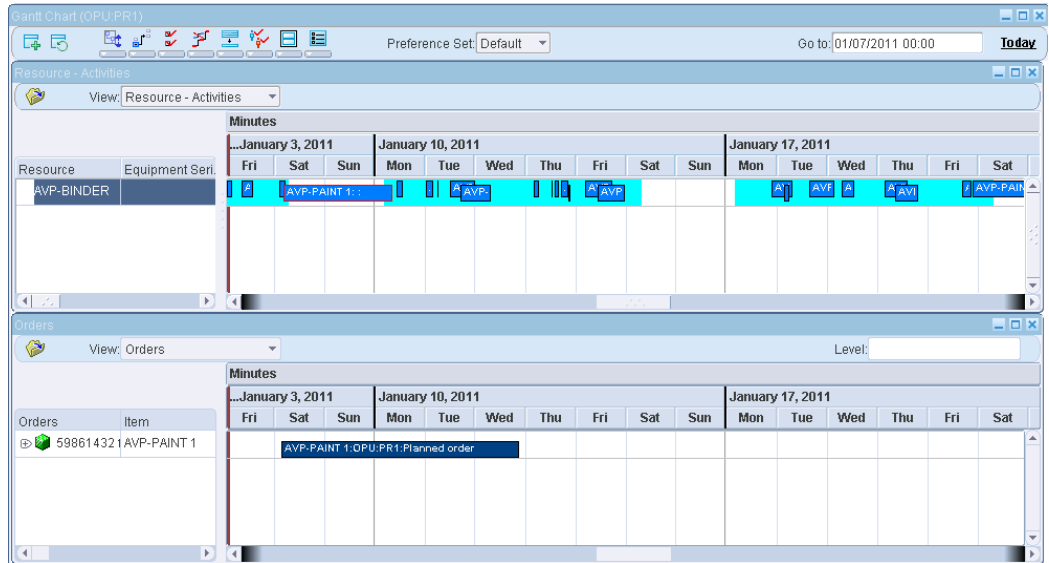 Gantt Chart (OPU:PR1)
Preference Set: Default Go to: 01/07/2011 00:00 Today
Resource - Activities
View: Resource - Activities
Minutes
...January 3, 2011 January 10, 2011 January 17, 2011
Resource Equipment Seri. Fri Sat Sun Mon Tue Wed Thu Fri Sat Sun Mon Tue Wed Thu Fri Sat
AVP-BINDER AVP-PAINT 1: : AVP- AVP AVF AVI AVP-PAIN
Orders
View: Orders Level:
Minutes
...January 3, 2011 January 10, 2011 January 17, 2011
Orders Item Fri Sat Sun Mon Tue Wed Thu Fri Sat Sun Mon Tue Wed Thu Fri Sat
59861432 AVP-PAINT 1 AVP-PAINT 1:OPU:PR1:Planned order